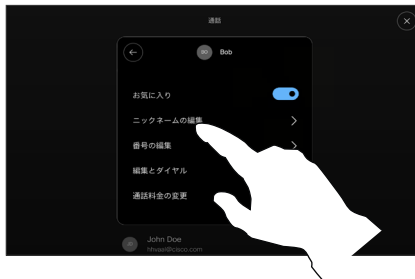 通話
BO Bob
お気に入り
ニックネームの編集
番号の編集
編集とダイヤル
通話料金の変更
John Doe
hhvasl@cisco.com